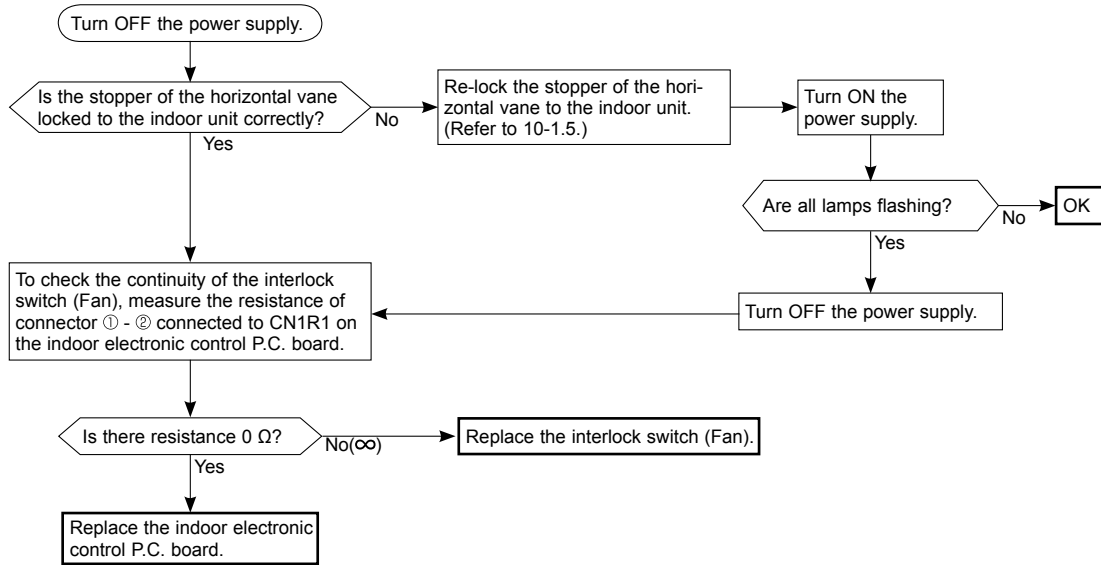 Turn OFF the power supply.
Is the stopper of the horizontal vane
locked to the indoor unit correctly?
No
Yes
Re-lock the stopper of the hori-
zontal vane to the indoor unit.
(Refer to 10-1.5.)
Turn ON the
power supply.
Are all lamps flashing?
No
OK
Yes
Turn OFF the power supply.
To check the continuity of the interlock
switch (Fan), measure the resistance of
connector ① - ② connected to CN1R1 on
the indoor electronic control P.C. board.
Is there resistance 0 Ω?
No(∞)
Replace the interlock switch (Fan).
Yes
Replace the indoor electronic
control P.C. board.